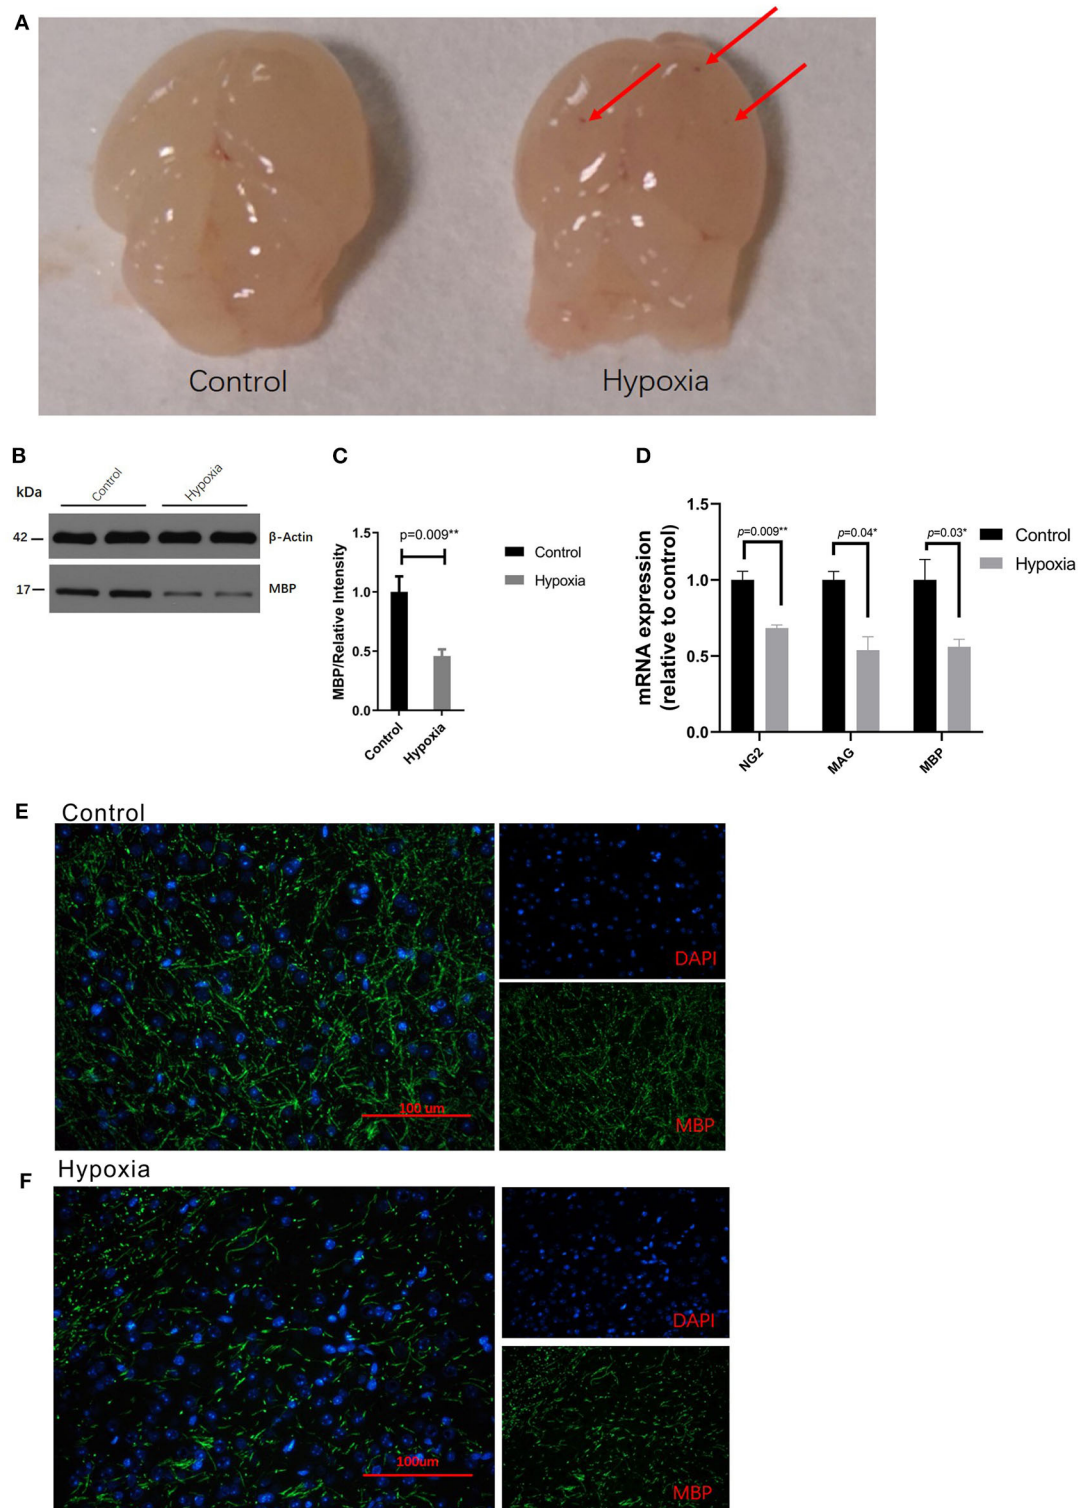 A
Control
Hypoxia
B
kDa
Control
Hypoxia
42
β-Actin
17
MBP
C
MBP/Relative Intensity
1.5
1.0
0.5
0.0
p=0.009**
Control
Hypoxia
Control
Hypoxia
D
mRNA expression
(relative to control)
1.5
1.0
0.5
0.0
p=0.009**
p=0.04*
p=0.03*
Control
Hypoxia
NG2
MAG
MBP
E
Control
100 um
DAPI
MBP
F
Hypoxia
100um
DAPI
MBP